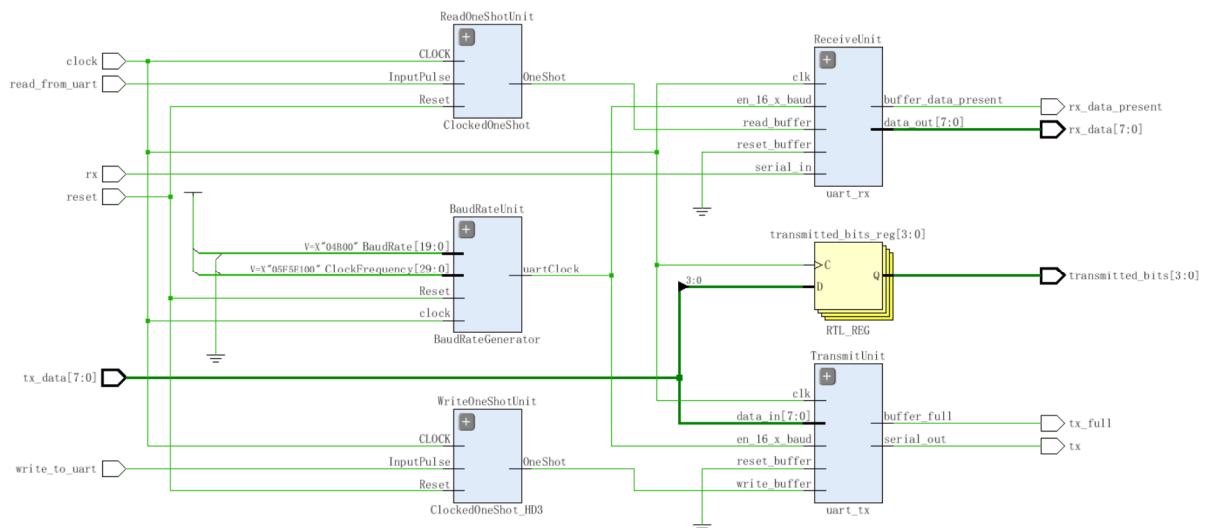 ReadOneShotUnit
clock
CLOCK
read_from_uart
InputPulse
OneShot
Reset
ClockedOneShot
ReceiveUnit
clk
en_16_x_baud
buffer_data_present
rx_data_present
read_buffer
data_out[7:0]
rx_data[7:0]
reset_buffer
rx
serial_in
uart_rx
reset
BaudRateUnit
V=X"04B00" BaudRate[19:0]
V=X"05F5E100" ClockFrequency[29:0]
uartClock
Reset
clock
BaudRateGenerator
transmitted_bits_reg[3:0]
C
3:0
D
Q
transmitted_bits[3:0]
RTL_REG
tx_data[7:0]
TransmitUnit
clk
data_in[7:0]
buffer_full
tx_full
en_16_x_baud
serial_out
tx
reset_buffer
write_buffer
uart_tx
WriteOneShotUnit
CLOCK
write_to_uart
InputPulse
OneShot
Reset
ClockedOneShot_HD3